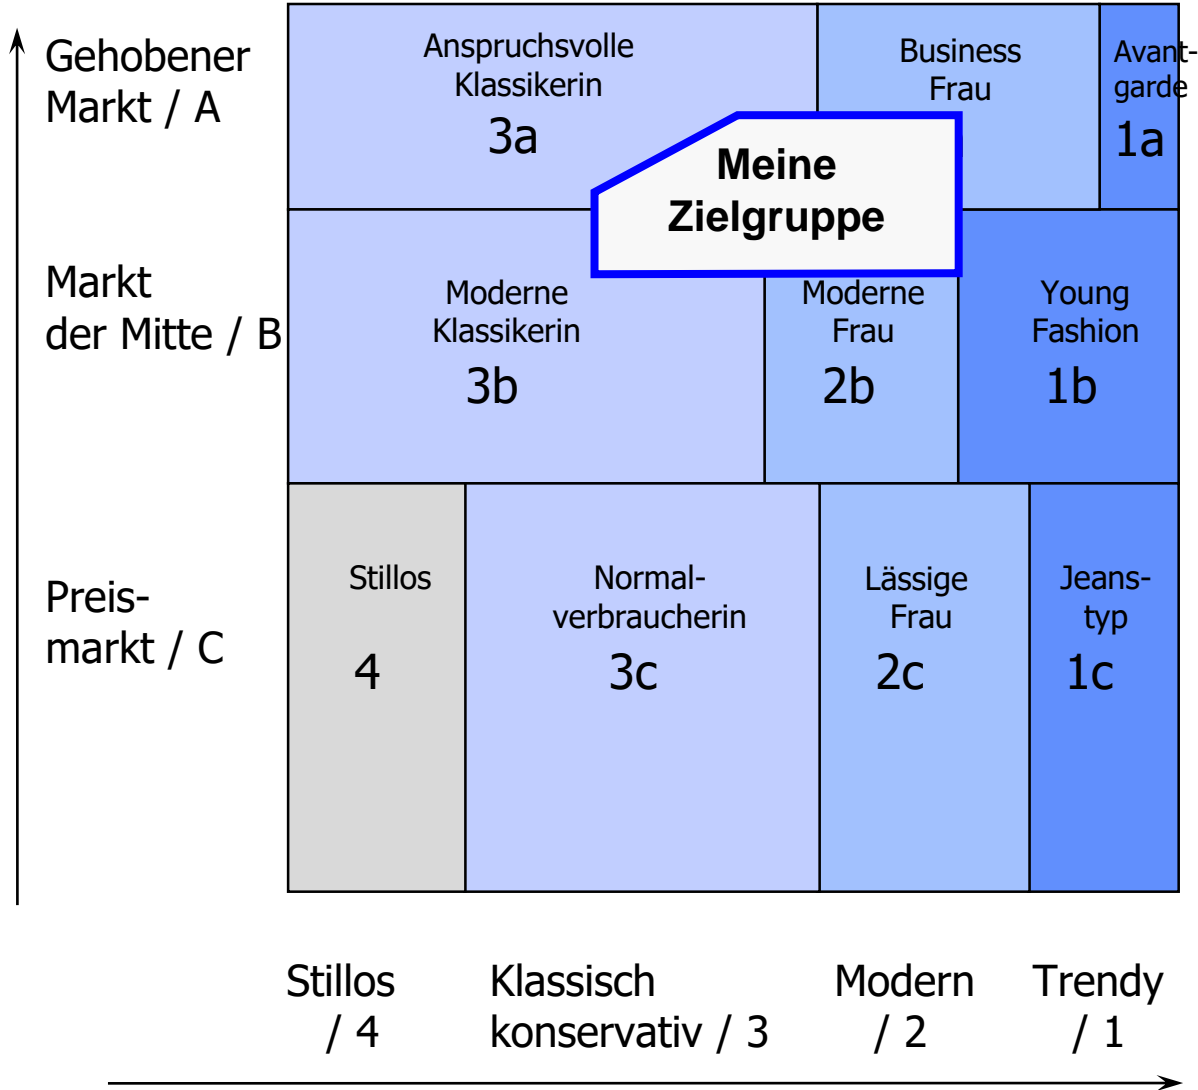 Gehobener
Markt / A
Anspruchsvolle
Klassikerin
3a
Business
Frau
Avant-
garde
1a
Meine
Zielgruppe
Markt
der Mitte / B
Moderne
Klassikerin
3b
Moderne
Frau
2b
Young
Fashion
1b
Preis-
markt / C
Stillos
4
Normal-
verbraucherin
3c
Lässige
Frau
2c
Jeans-
typ
1c
Stillos
/ 4
Klassisch
konservativ / 3
Modern
/ 2
Trendy
/ 1